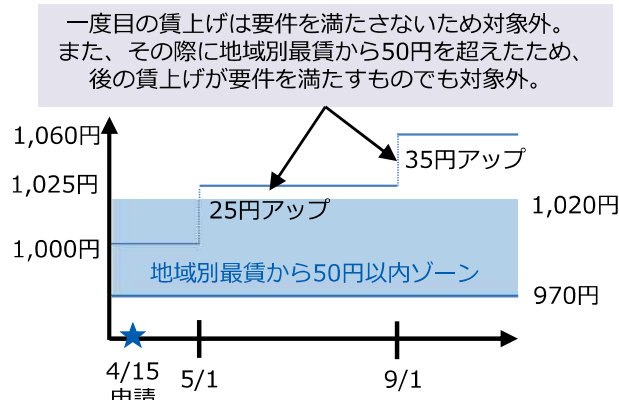 一度目の賃上げは要件を満たさないため対象外。
また、その際に地域別最賃から50円を超えたため、
後の賃上げが要件を満たすものでも対象外。
1,060円
35円アップ
1,025円
25円アップ
1,020円
1,000円
地域別最賃から50円以内ゾーン
970円
4/15
5/1
9/1
申請